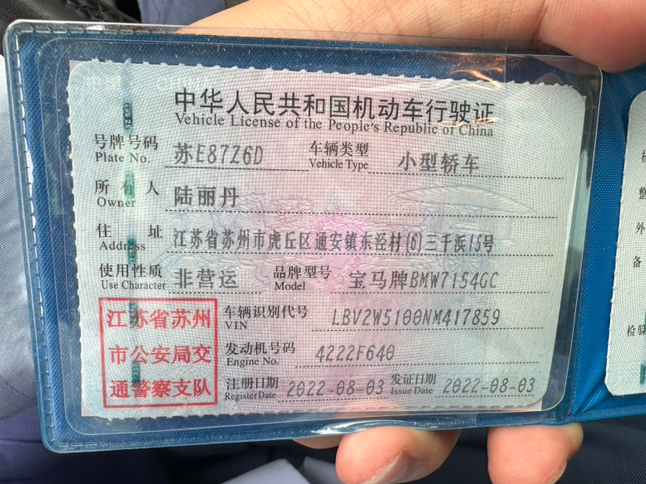 中华人民共和国机动车行驶证
Vehicle License of the People's Republic of China
号牌号码 苏E87Z6D 车辆类型 小型轿车
Plate No. Vehicle Type
所有人 陆丽丹
Owner
住址 江苏省苏州市虎丘区通安镇东泾村(6)三千浜15号
Address
使用性质 非营运 品牌型号 宝马牌BMW7154GC
Use Character Model
江苏省苏州
市公安局交
通警察支队
车辆识别代号 LBV2W5100NM417859
VIN
发动机号码 4222F640
Engine No.
注册日期 2022-08-03 发证日期 2022-08-03
Register Date Issue Date